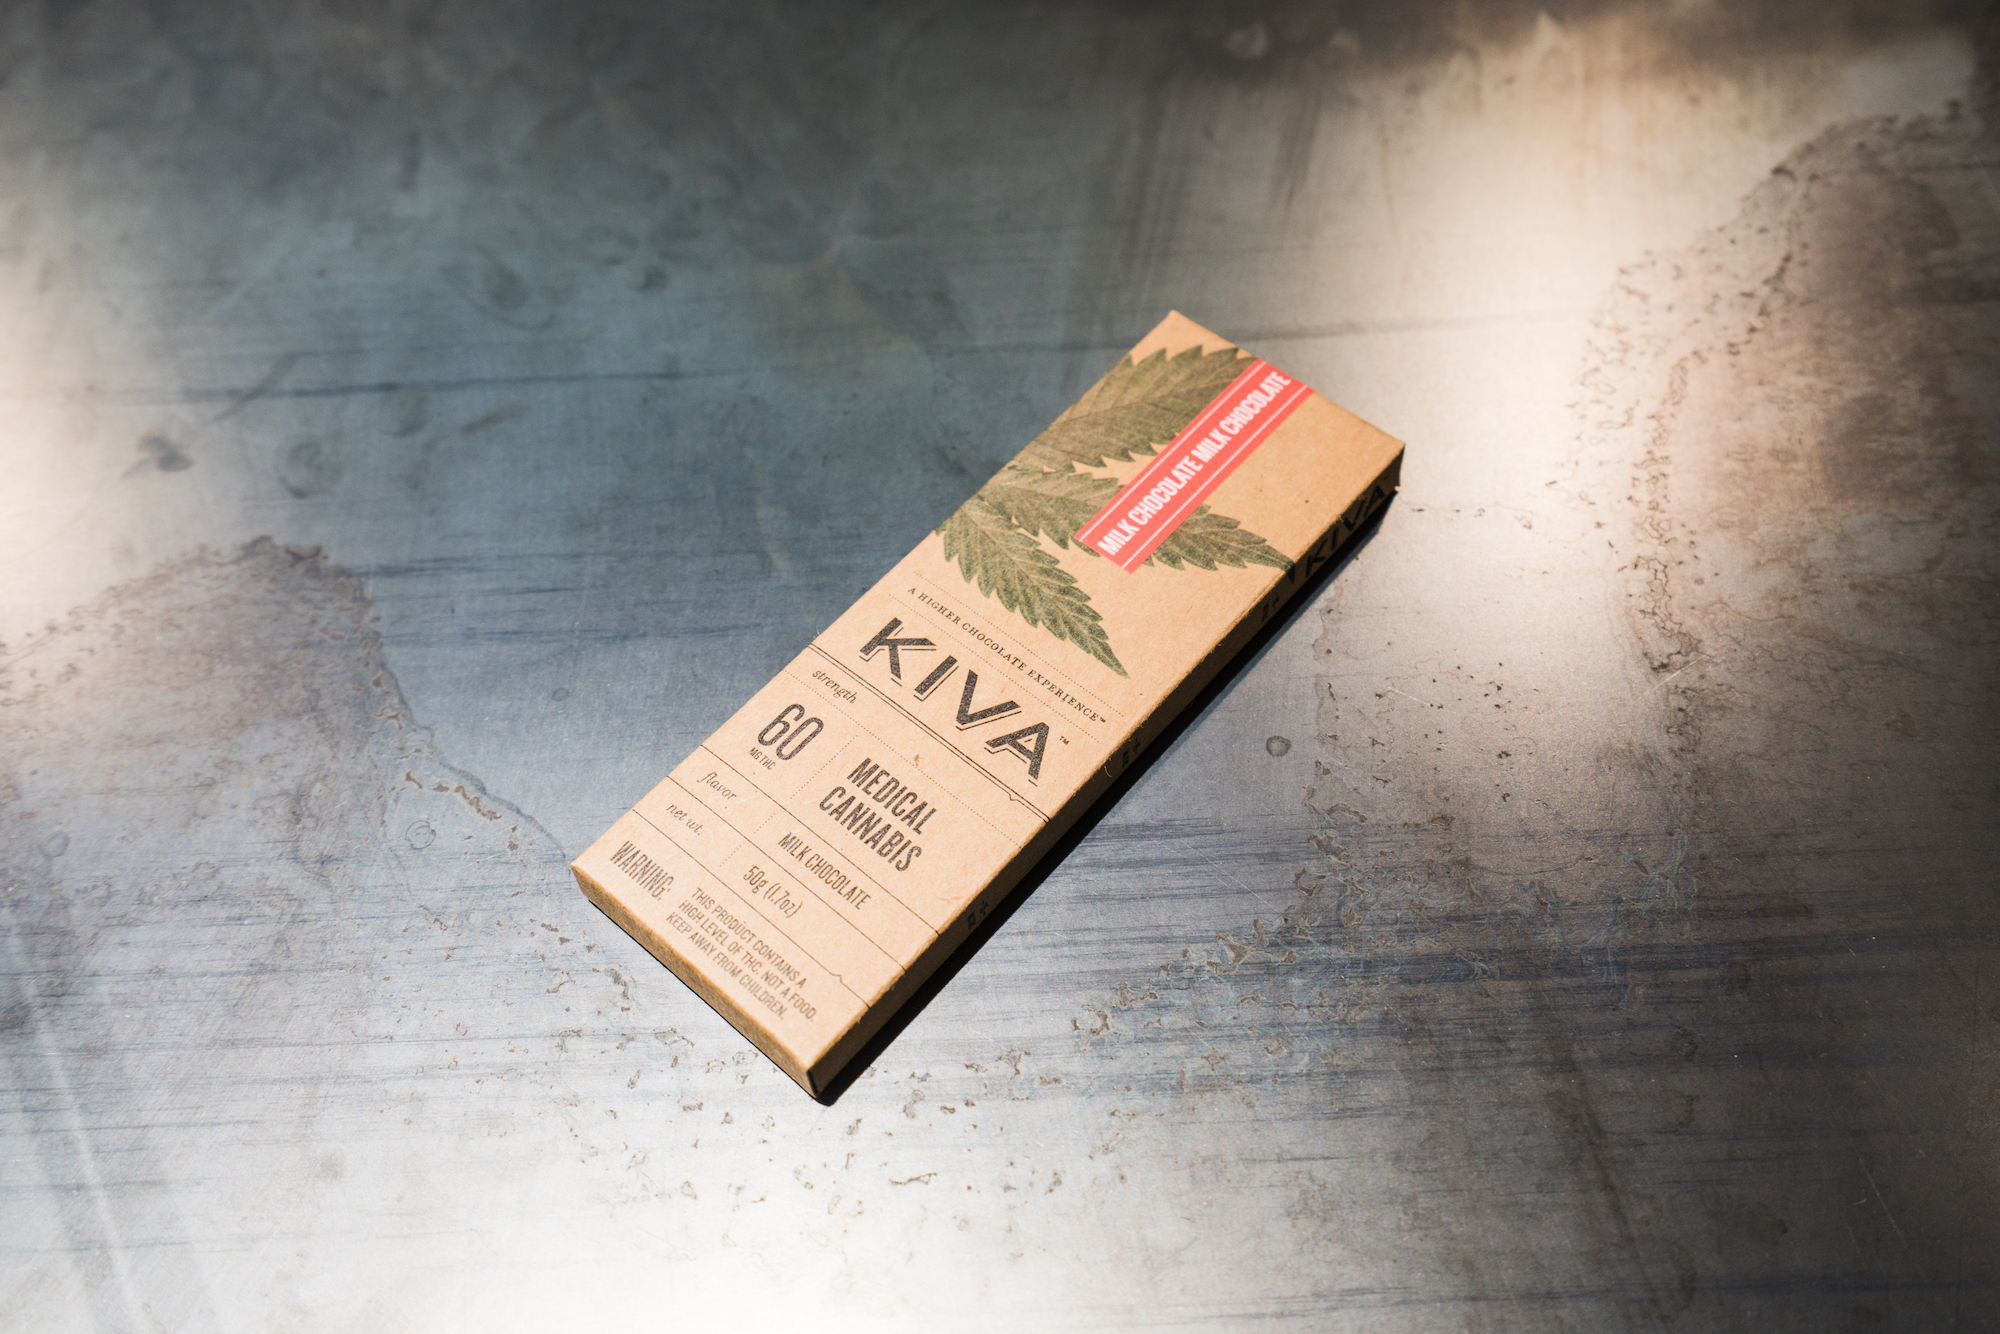 MILK CHOCOLATE MILK CHOCOLATE
A HIGHER CHOCOLATE EXPERIENCE™
KIVA™
strength
60
MG THC
MEDICAL
CANNABIS
flavor
MILK CHOCOLATE
net wt.
50g (1.7oz)
WARNING:
THIS PRODUCT CONTAINS A
HIGH LEVEL OF THC. NOT A FOOD.
KEEP AWAY FROM CHILDREN.
KIVA